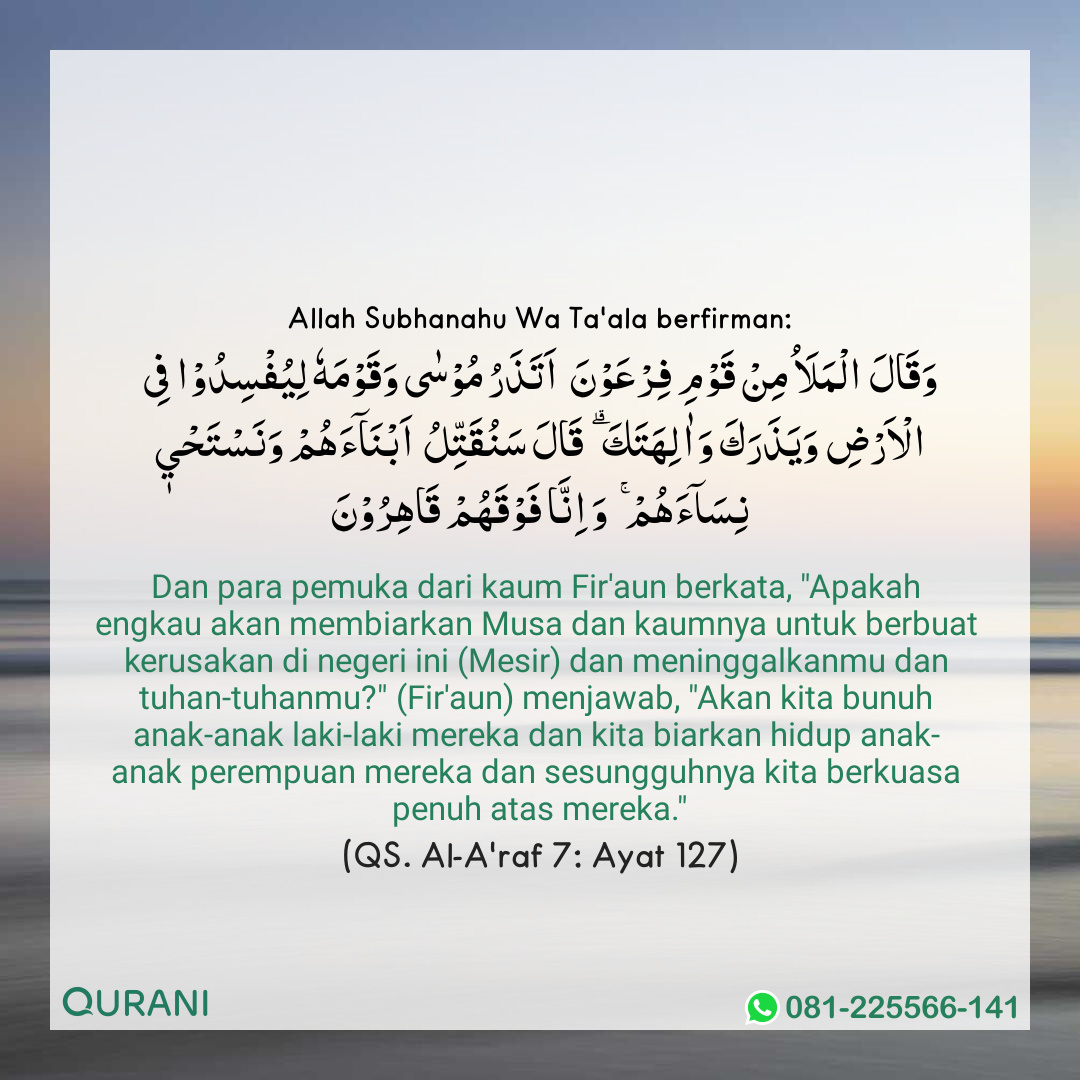 Allah Subhanahu Wa Ta'ala berfirman:
وَقَالَ الْمَلَاُ مِنْ قَوْمِ فِرْعَوْنَ اَتَذَرُ مُوْسٰى وَقَوْمَهٗ لِيُفْسِدُوْا فِى
الْاَرْضِ وَيَذَرَكَ وَاٰلِهَتَكَ ۗ قَالَ سَنُقَتِّلُ اَبْنَاۤءَهُمْ وَنَسْتَحْيٖ
نِسَاۤءَهُمْ ۚ وَاِنَّا فَوْقَهُمْ قَاهِرُوْنَ
Dan para pemuka dari kaum Fir'aun berkata, "Apakah
engkau akan membiarkan Musa dan kaumnya untuk berbuat
kerusakan di negeri ini (Mesir) dan meninggalkanmu dan
tuhan-tuhanmu?" (Fir'aun) menjawab, "Akan kita bunuh
anak-anak laki-laki mereka dan kita biarkan hidup anak-
anak perempuan mereka dan sesungguhnya kita berkuasa
penuh atas mereka."
(QS. Al-A'raf 7: Ayat 127)
QURANI
081-225566-141